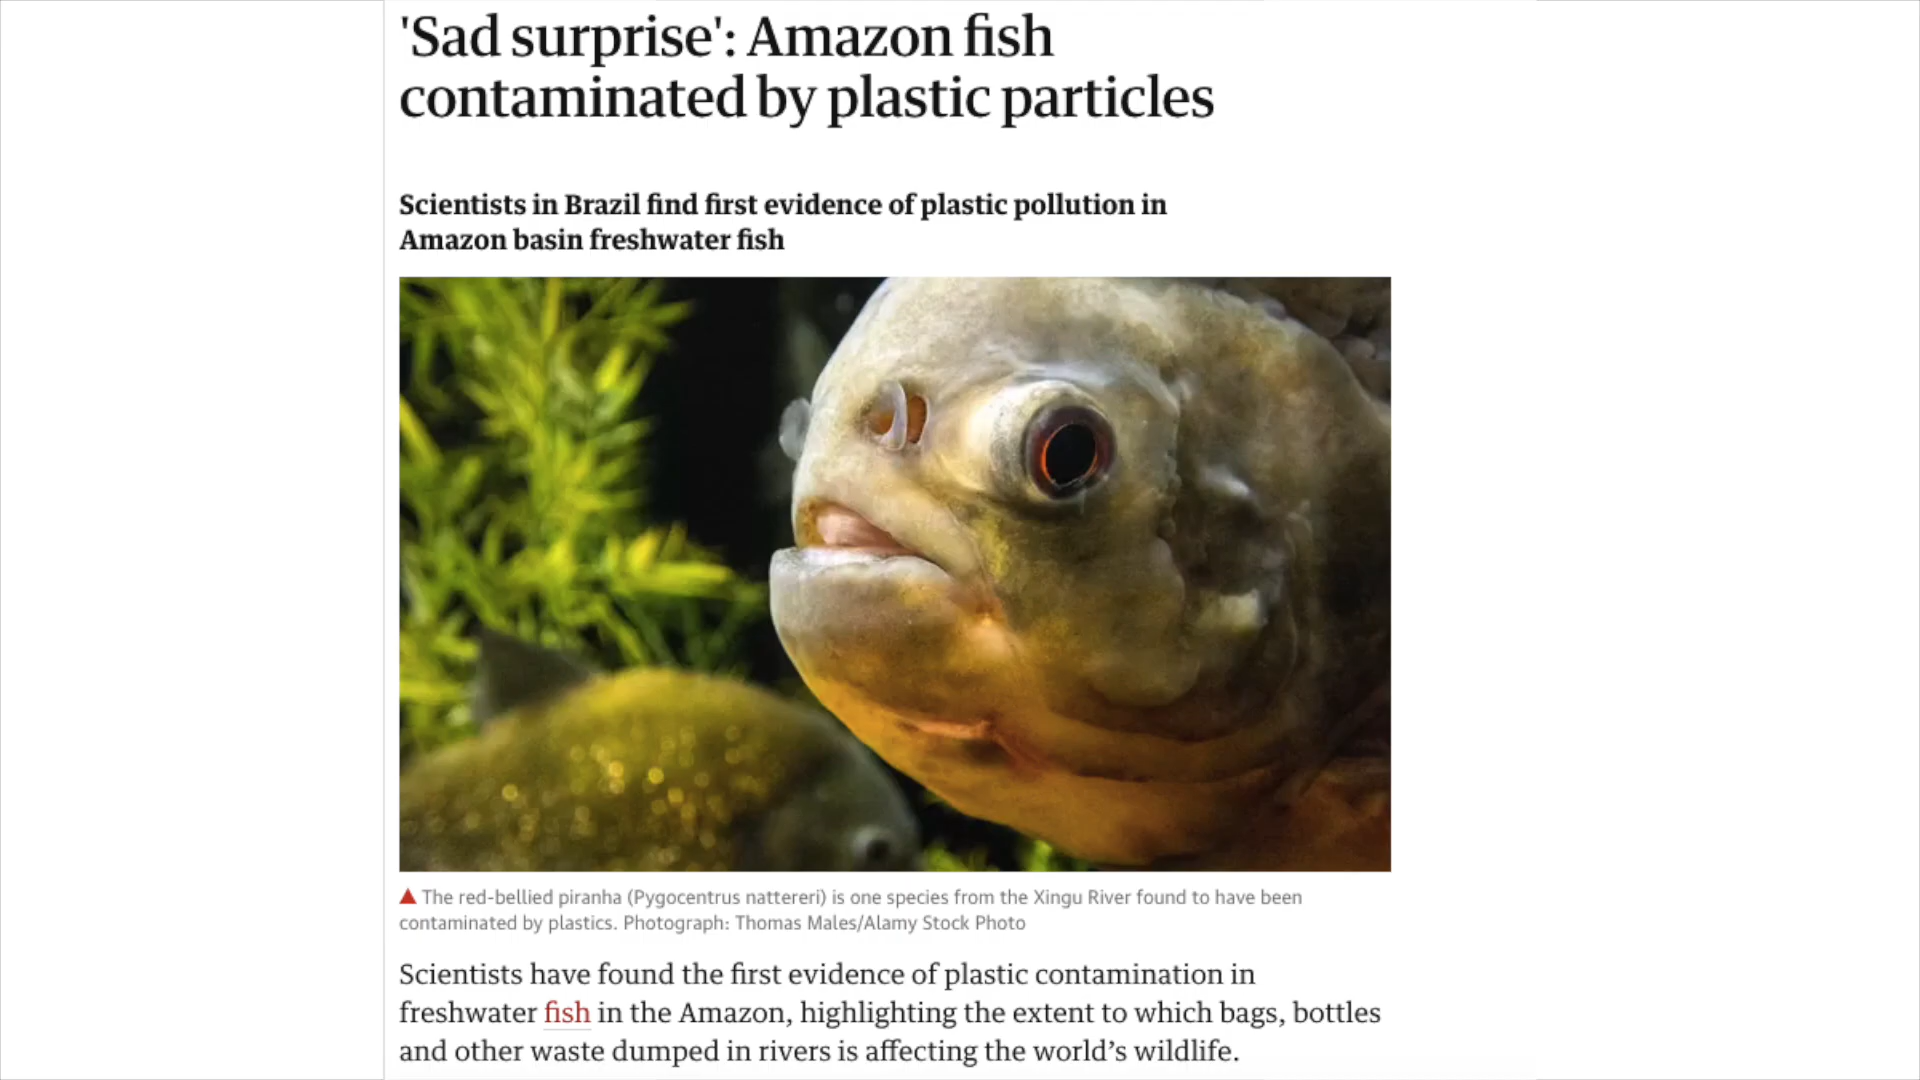 'Sad surprise': Amazon fish
contaminated by plastic particles
Scientists in Brazil find first evidence of plastic pollution in
Amazon basin freshwater fish
The red-bellied piranha (Pygocentrus nattereri) is one species from the Xingu River found to have been
contaminated by plastics. Photograph: Thomas Males/Alamy Stock Photo
Scientists have found the first evidence of plastic contamination in
freshwater fish in the Amazon, highlighting the extent to which bags, bottles
and other waste dumped in rivers is affecting the world’s wildlife.